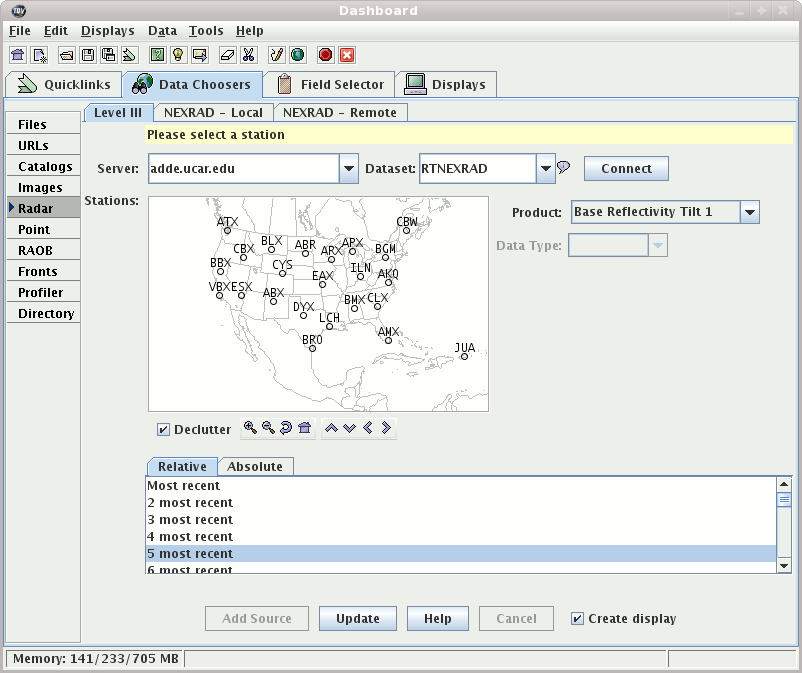 IDV
Dashboard
File Edit Displays Data Tools Help
Quicklinks Data Choosers Field Selector Displays
Level III NEXRAD - Local NEXRAD - Remote
Please select a station
Files
URLs
Catalogs
Images
Radar
Point
RAOB
Fronts
Profiler
Directory
Server: adde.ucar.edu Dataset: RTNEXRAD Connect
Stations:
Product: Base Reflectivity Tilt 1
Data Type:
ATX CBW
CBX BLX ABR ARX APX BGM
BBX CYS EAX ILN AKQ
VBX ESX ABX DYX BMX CLX
LCH
BRO AMX JUA
Declutter
Relative Absolute
Most recent
2 most recent
3 most recent
4 most recent
5 most recent
6 most recent
Add Source Update Help Cancel Create display
Memory: 141/233/705 MB